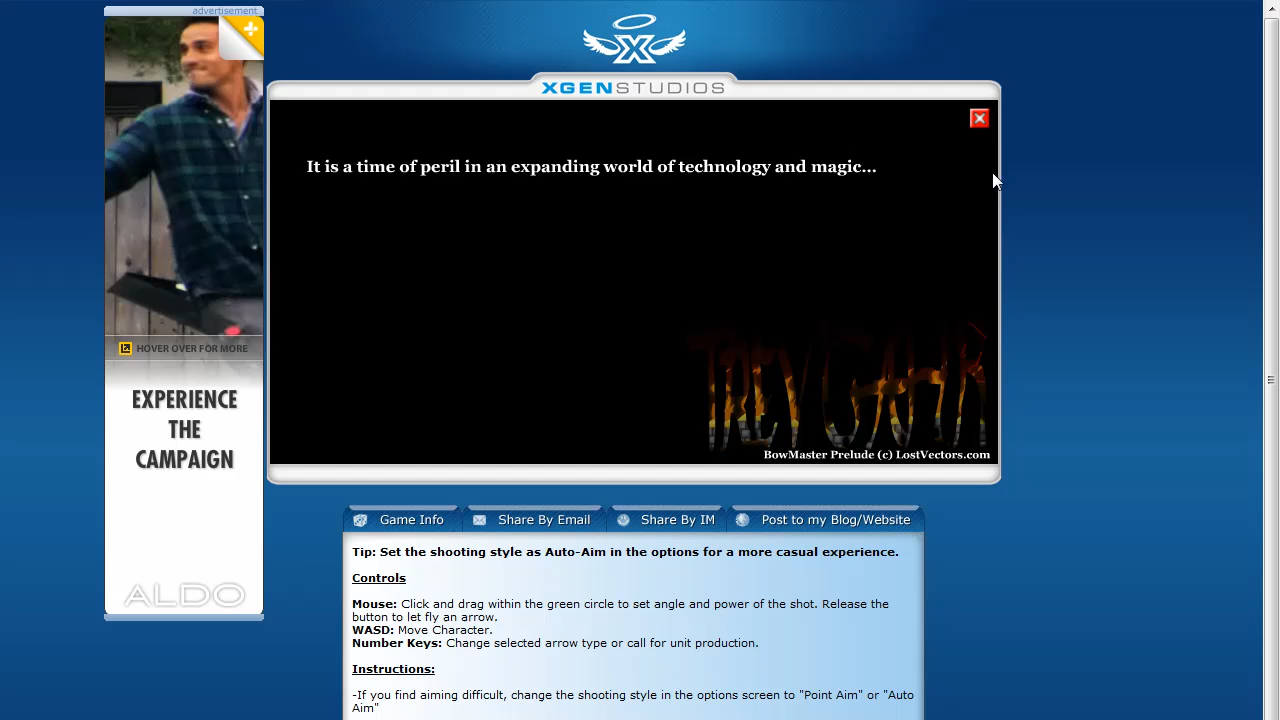 advertisement
XGENSTUDIOS
It is a time of peril in an expanding world of technology and magic...
HOVER OVER FOR MORE
EXPERIENCE
THE
CAMPAIGN
ALDO
BowMaster Prelude (c) LostVectors.com
Game Info
Share By Email
Share By IM
Post to my Blog/Website
Tip: Set the shooting style as Auto-Aim in the options for a more casual experience.
Controls
Mouse: Click and drag within the green circle to set angle and power of the shot. Release the
button to let fly an arrow.
WASD: Move Character.
Number Keys: Change selected arrow type or call for unit production.
Instructions:
-If you find aiming difficult, change the shooting style in the options screen to "Point Aim" or "Auto
Aim"